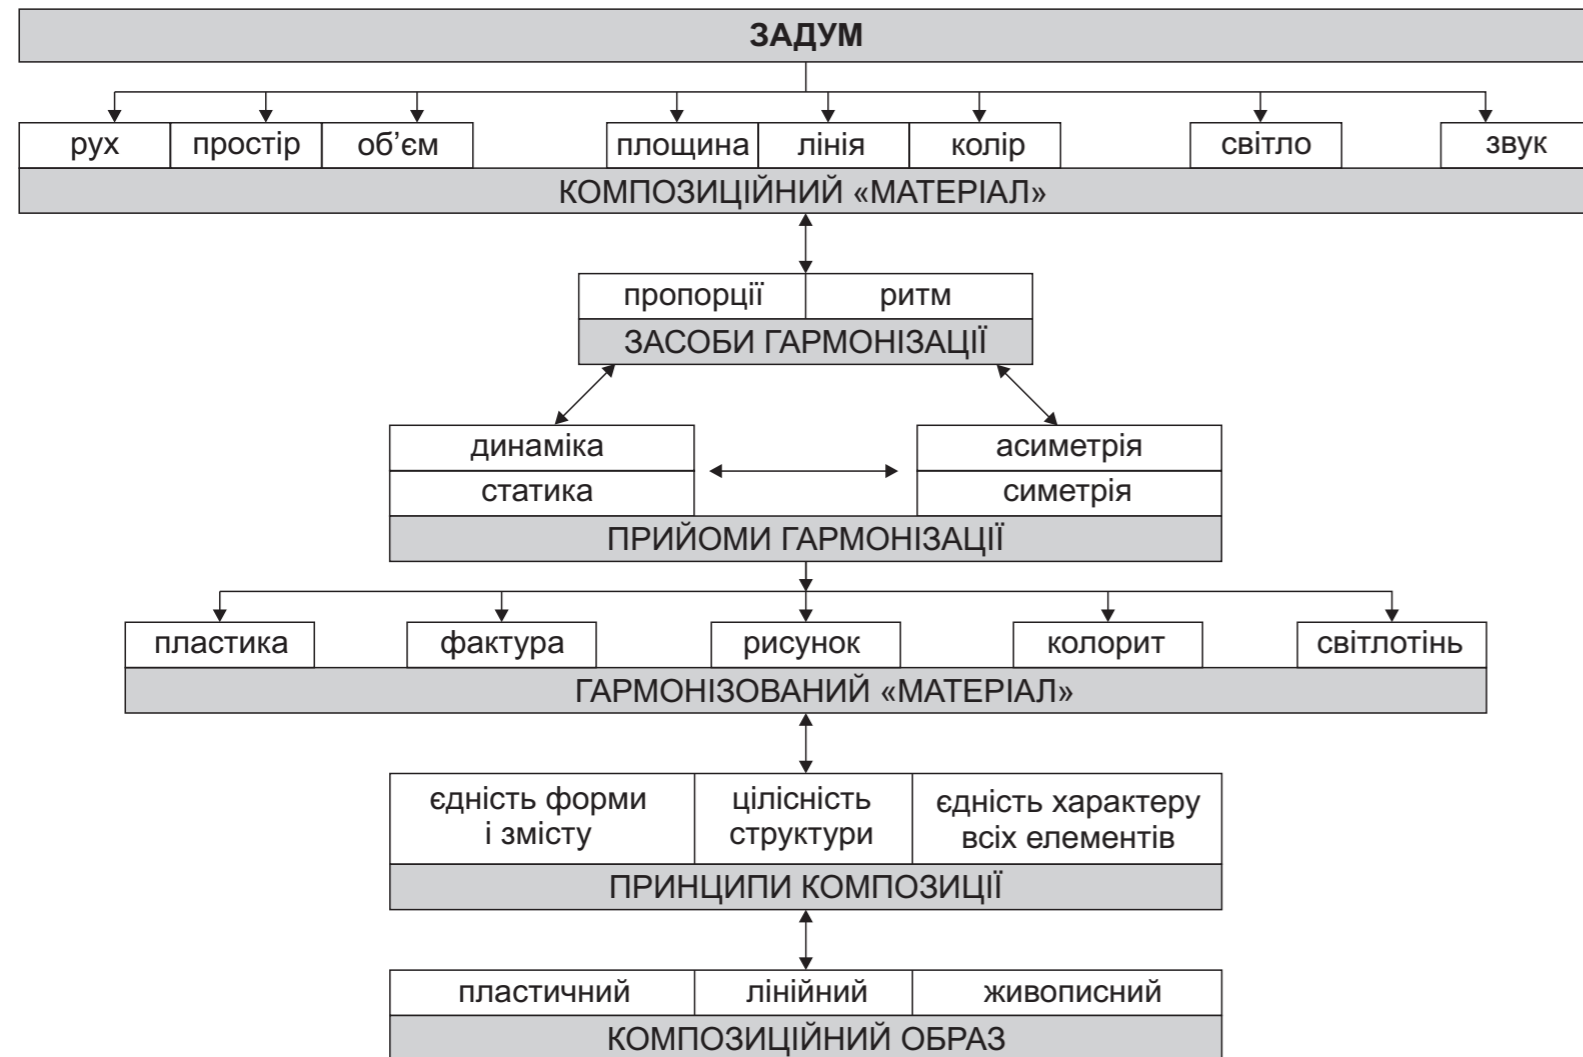 ЗАДУМ
рух простір об’єм площина лінія колір світло звук
КОМПОЗИЦІЙНИЙ «МАТЕРІАЛ»
пропорції ритм
ЗАСОБИ ГАРМОНІЗАЦІЇ
динаміка асиметрія
статика симетрія
ПРИЙОМИ ГАРМОНІЗАЦІЇ
пластика фактура рисунок колорит світлотінь
ГАРМОНІЗОВАНИЙ «МАТЕРІАЛ»
єдність форми
і змісту
цілісність
структури
єдність характеру
всіх елементів
ПРИНЦИПИ КОМПОЗИЦІЇ
пластичний лінійний живописний
КОМПОЗИЦІЙНИЙ ОБРАЗ